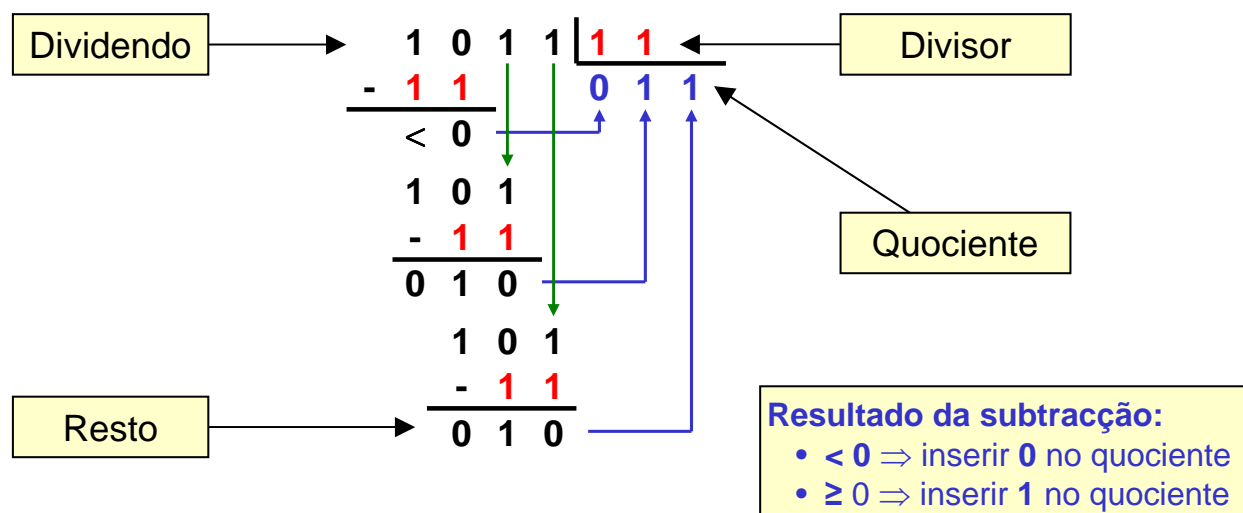 Dividendo 1 0 1 1 1 1 Divisor
- 1 1 0 1 1
< 0
1 0 1
- 1 1 Quociente
0 1 0
1 0 1
- 1 1
Resto 0 1 0
Resultado da subtracção:
• < 0 ⇒ inserir 0 no quociente
• ≥ 0 ⇒ inserir 1 no quociente